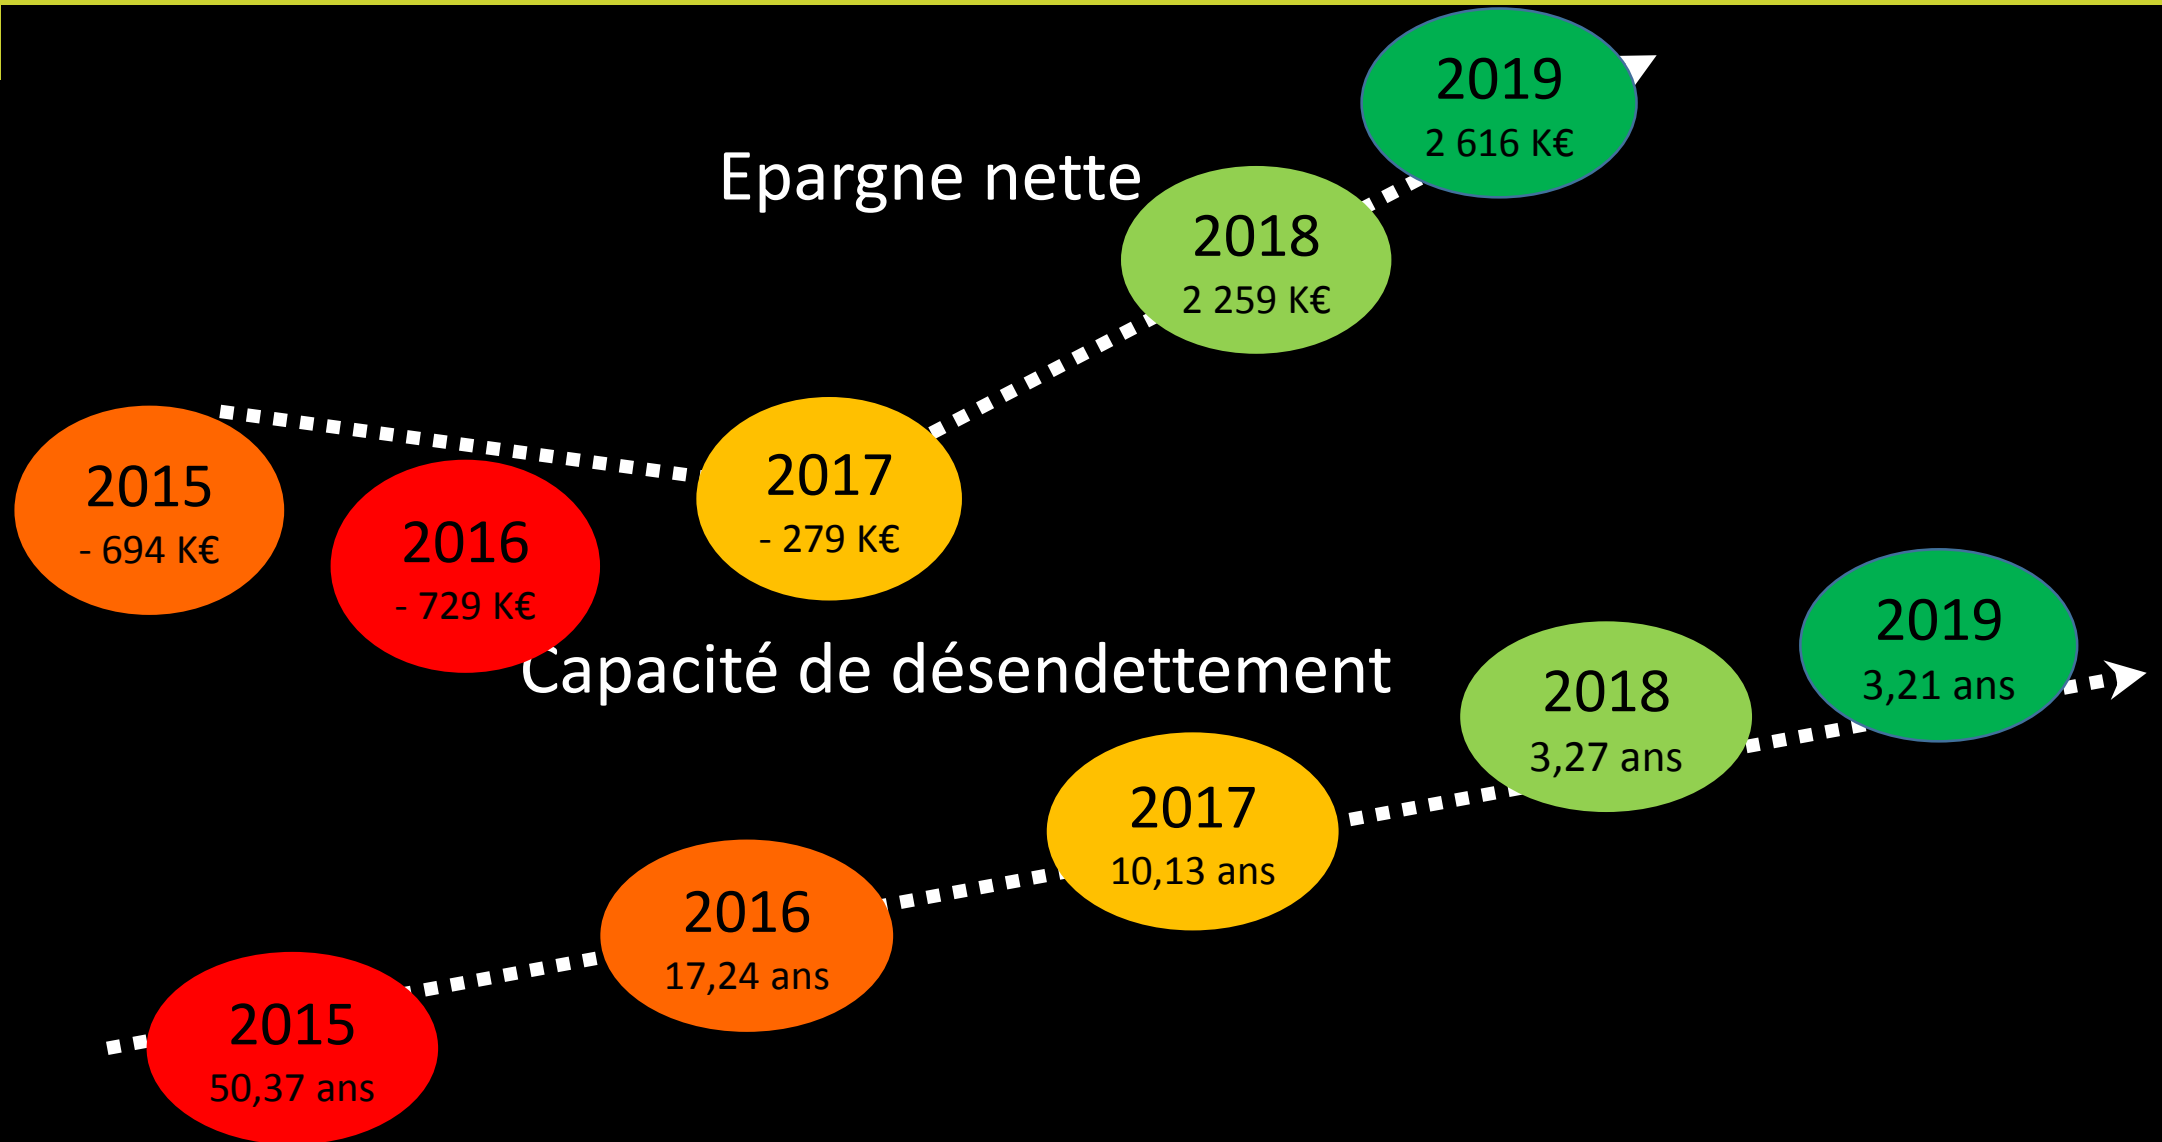 Epargne nette
2015
- 694 K€
2016
- 729 K€
2017
- 279 K€
2018
2 259 K€
2019
2 616 K€
Capacité de désendettement
2015
50,37 ans
2016
17,24 ans
2017
10,13 ans
2018
3,27 ans
2019
3,21 ans